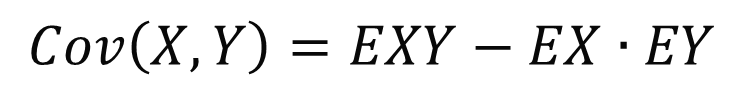 Cov(X, Y) = EXY − EX · EY